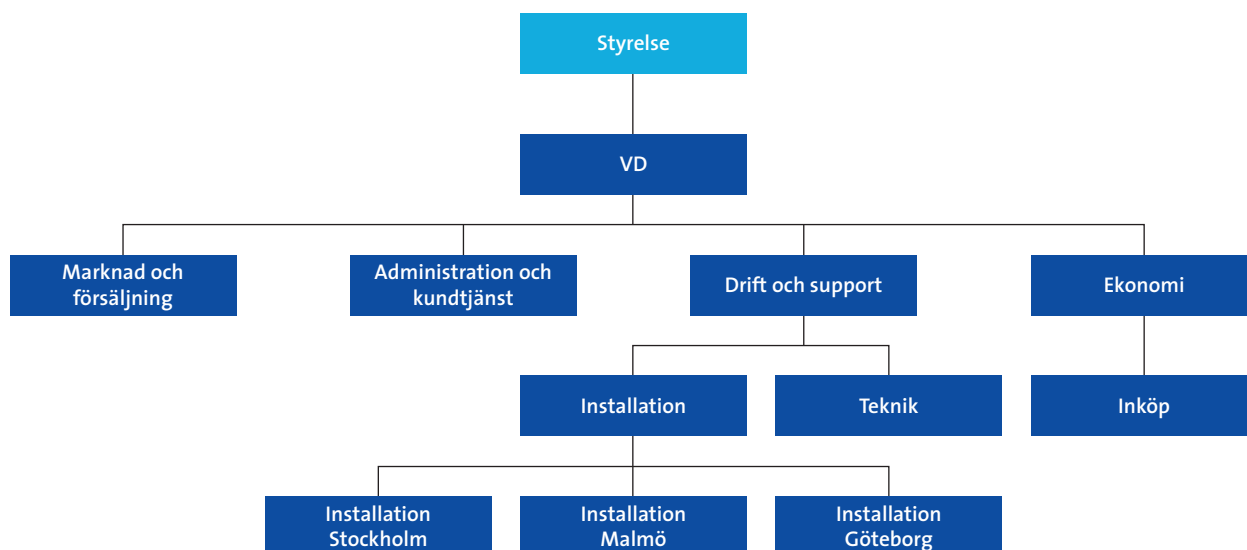 Styrelse
VD
Marknad och
försäljning
Administration och
kundtjänst
Drift och support
Ekonomi
Installation
Teknik
Inköp
Installation
Stockholm
Installation
Malmö
Installation
Göteborg